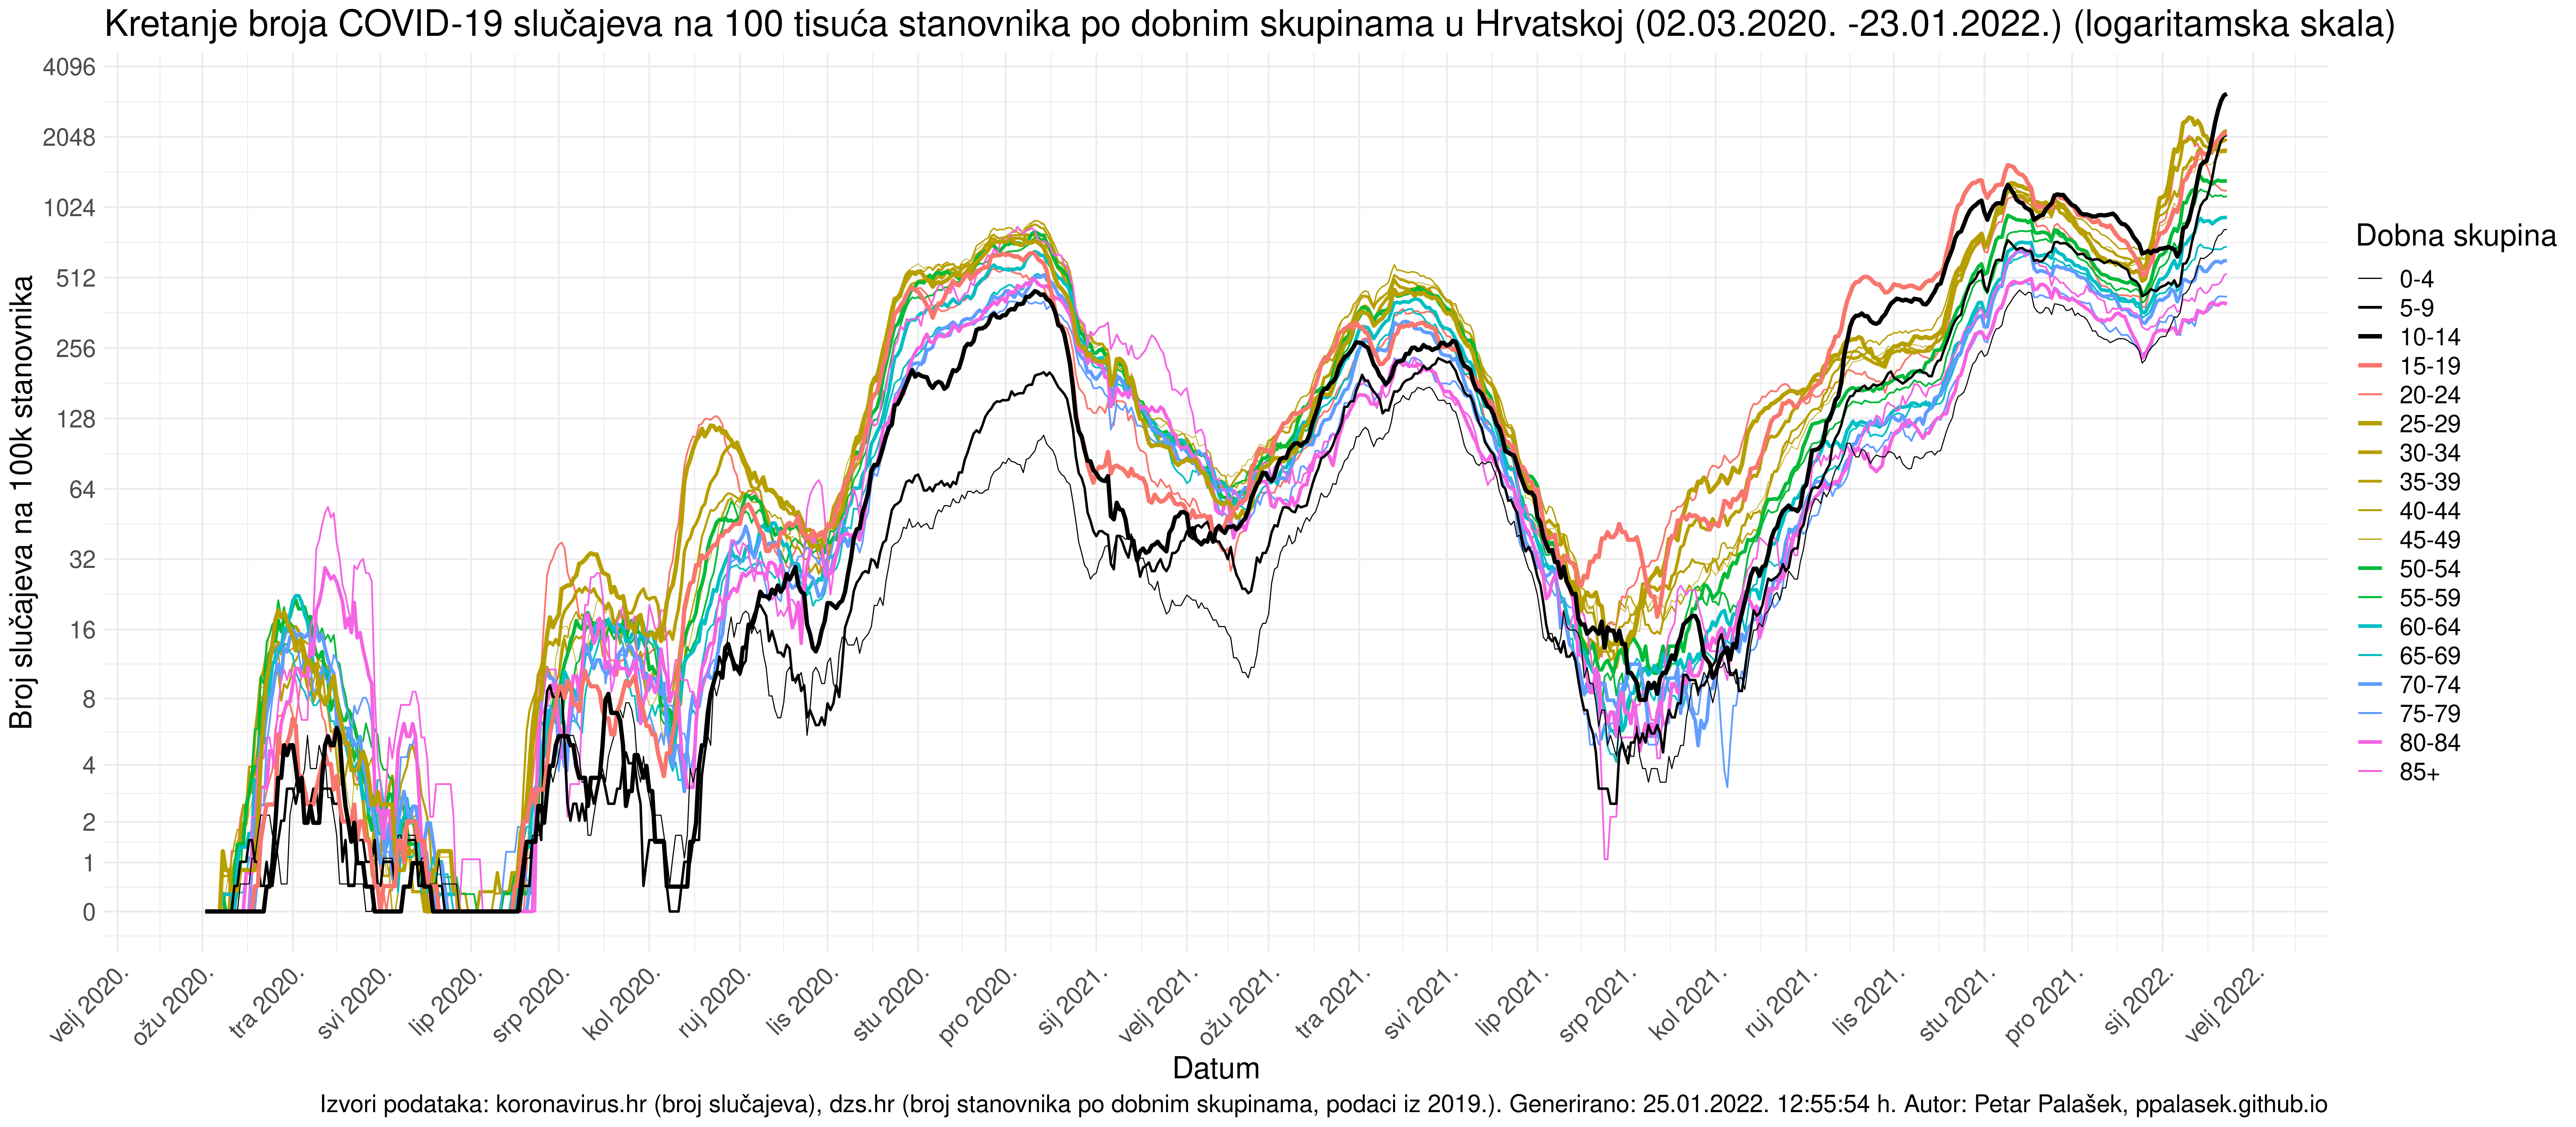 Kretanje broja COVID-19 slučajeva na 100 tisuća stanovnika po dobnim skupinama u Hrvatskoj (02.03.2020. -23.01.2022.) (logaritamska skala)
Broj slučajeva na 100k stanovnika
4096
2048
1024
512
256
128
64
32
16
8
4
2
1
0
velj 2020.
ožu 2020.
tra 2020.
svi 2020.
lip 2020.
srp 2020.
kol 2020.
ruj 2020.
lis 2020.
stu 2020.
pro 2020.
sij 2021.
velj 2021.
ožu 2021.
tra 2021.
svi 2021.
lip 2021.
srp 2021.
kol 2021.
ruj 2021.
lis 2021.
stu 2021.
pro 2021.
sij 2022.
velj 2022.
Datum
Dobna skupina
0-4
5-9
10-14
15-19
20-24
25-29
30-34
35-39
40-44
45-49
50-54
55-59
60-64
65-69
70-74
75-79
80-84
85+
Izvori podataka: koronavirus.hr (broj slučajeva), dzs.hr (broj stanovnika po dobnim skupinama, podaci iz 2019.). Generirano: 25.01.2022. 12:55:54 h. Autor: Petar Palašek, ppalasek.github.io